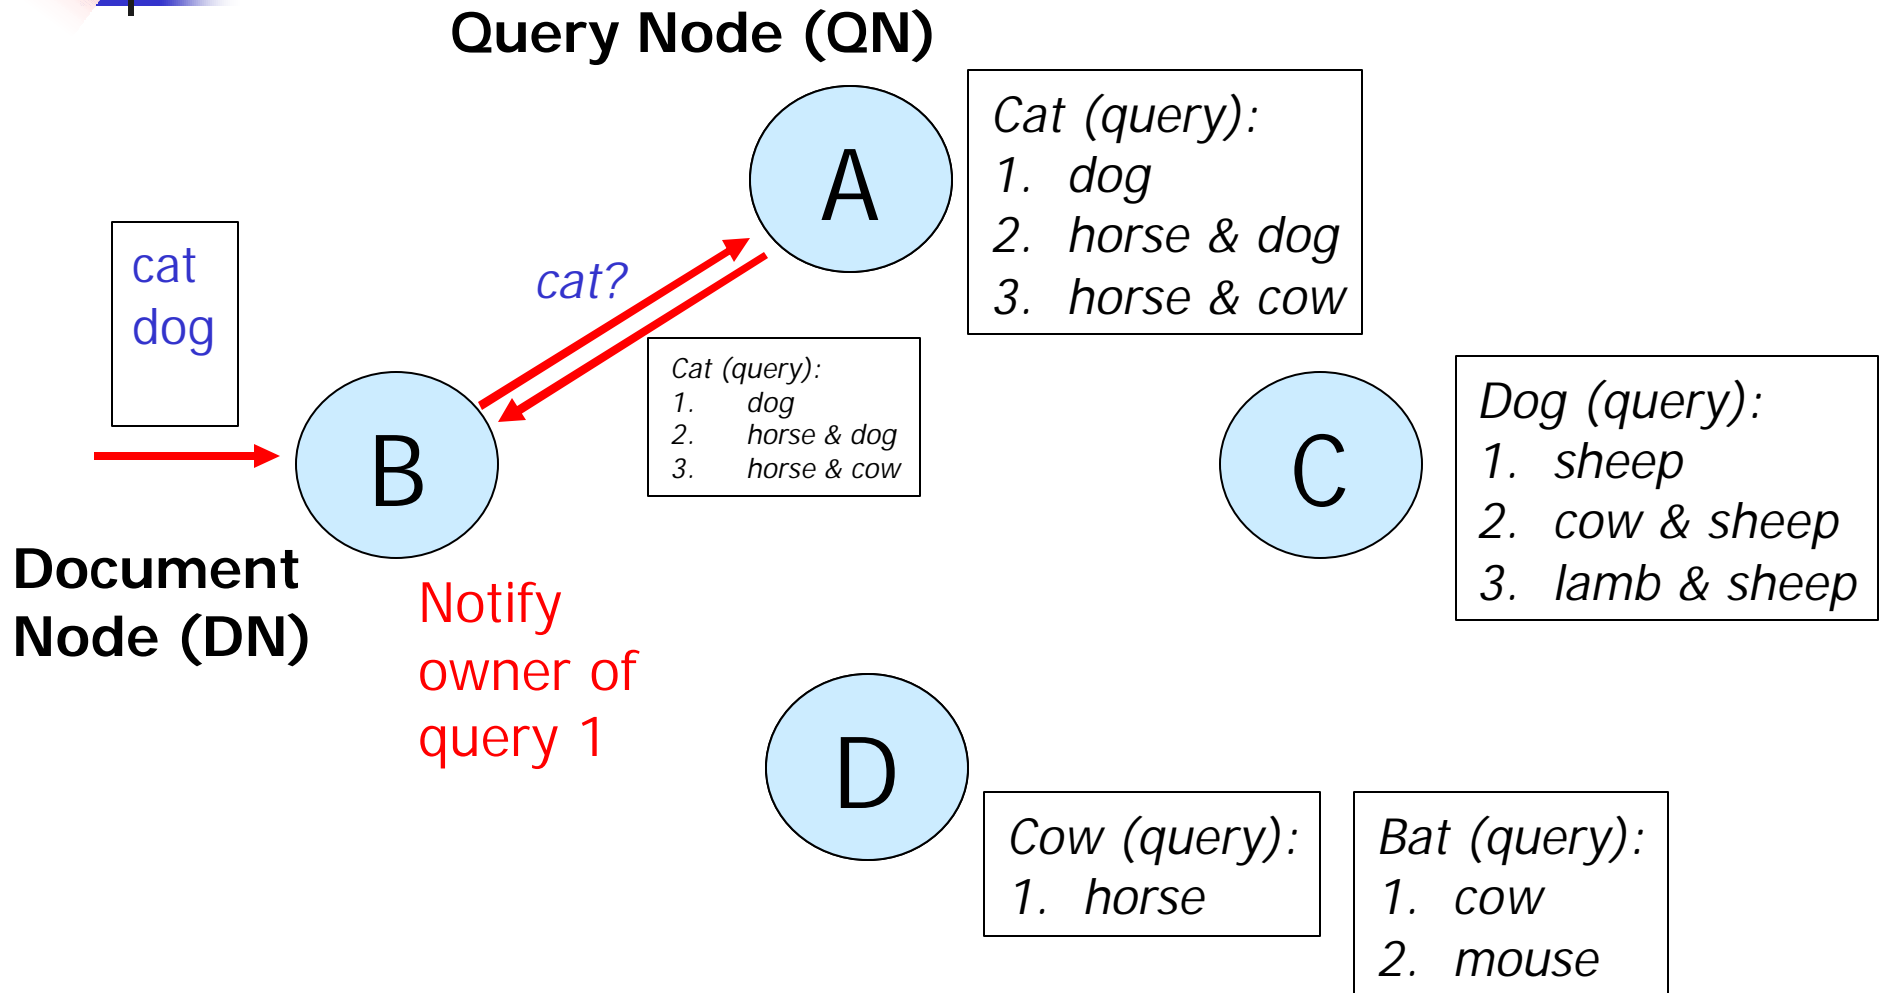 Query Node (QN)
A
Cat (query):
1. dog
2. horse & dog
3. horse & cow
cat
dog
cat?
Cat (query):
1. dog
2. horse & dog
3. horse & cow
B
C
Dog (query):
1. sheep
2. cow & sheep
3. lamb & sheep
Document
Node (DN)
Notify
owner of
query 1
D
Cow (query):
1. horse
Bat (query):
1. cow
2. mouse